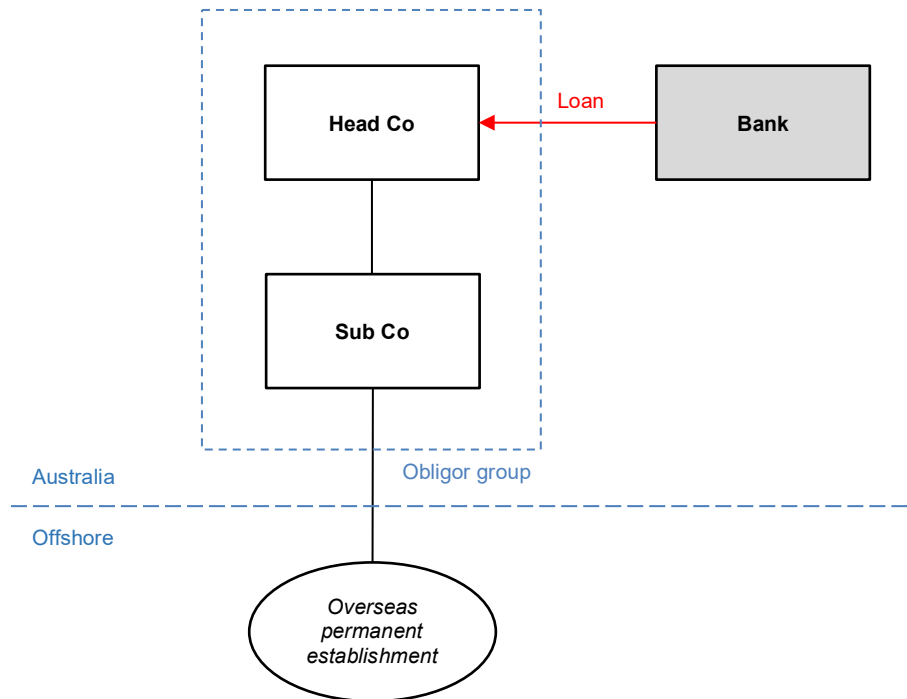 Head Co
Loan
Bank
Sub Co
Australia
Obligor group
Offshore
Overseas
permanent
establishment